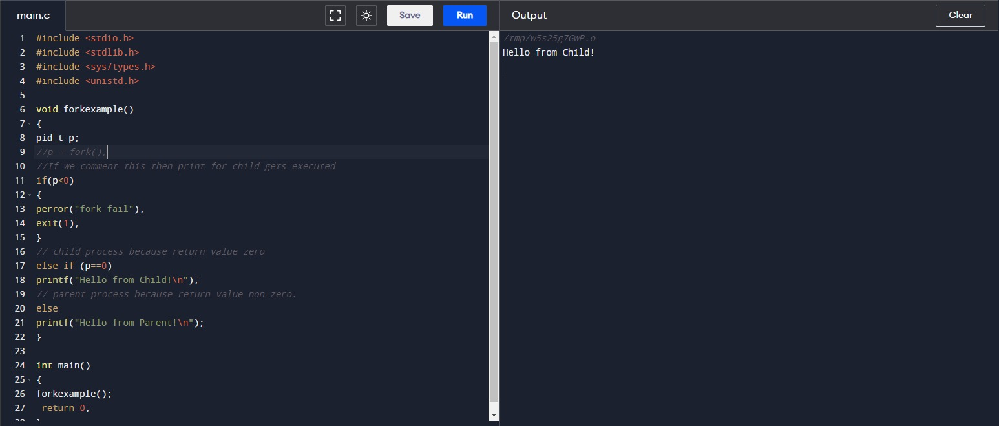 main.c
Save
Run
Output
Clear
1 #include <stdio.h>
2 #include <stdlib.h>
3 #include <sys/types.h>
4 #include <unistd.h>
5
6 void forkexample()
7 {
8 pid_t p;
9 //p = fork();
10 //If we comment this then print for child gets executed
11 if(p<0)
12 {
13 perror("fork fail");
14 exit(1);
15 }
16 // child process because return value zero
17 else if (p==0)
18 printf("Hello from Child!\n");
19 // parent process because return value non-zero.
20 else
21 printf("Hello from Parent!\n");
22 }
23
24 int main()
25 {
26 forkexample();
27 return 0;
/tmp/w5s25g7GwP.o
Hello from Child!